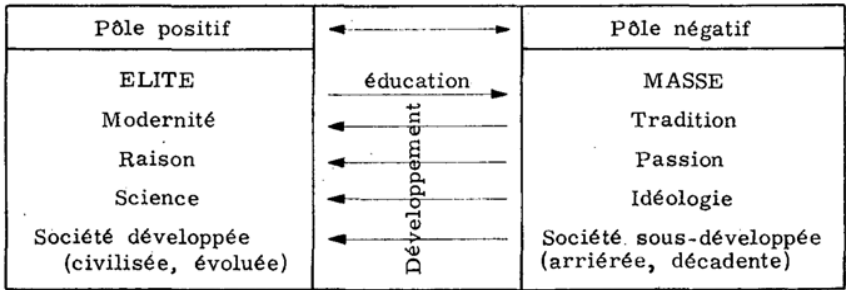 Pôle positif Pôle négatif
ELITE éducation MASSE
Modernité Tradition
Raison Passion
Science Idéologie
Société développée Société sous-développée
(civilisée, évoluée) (arriérée, décadente)
Développement